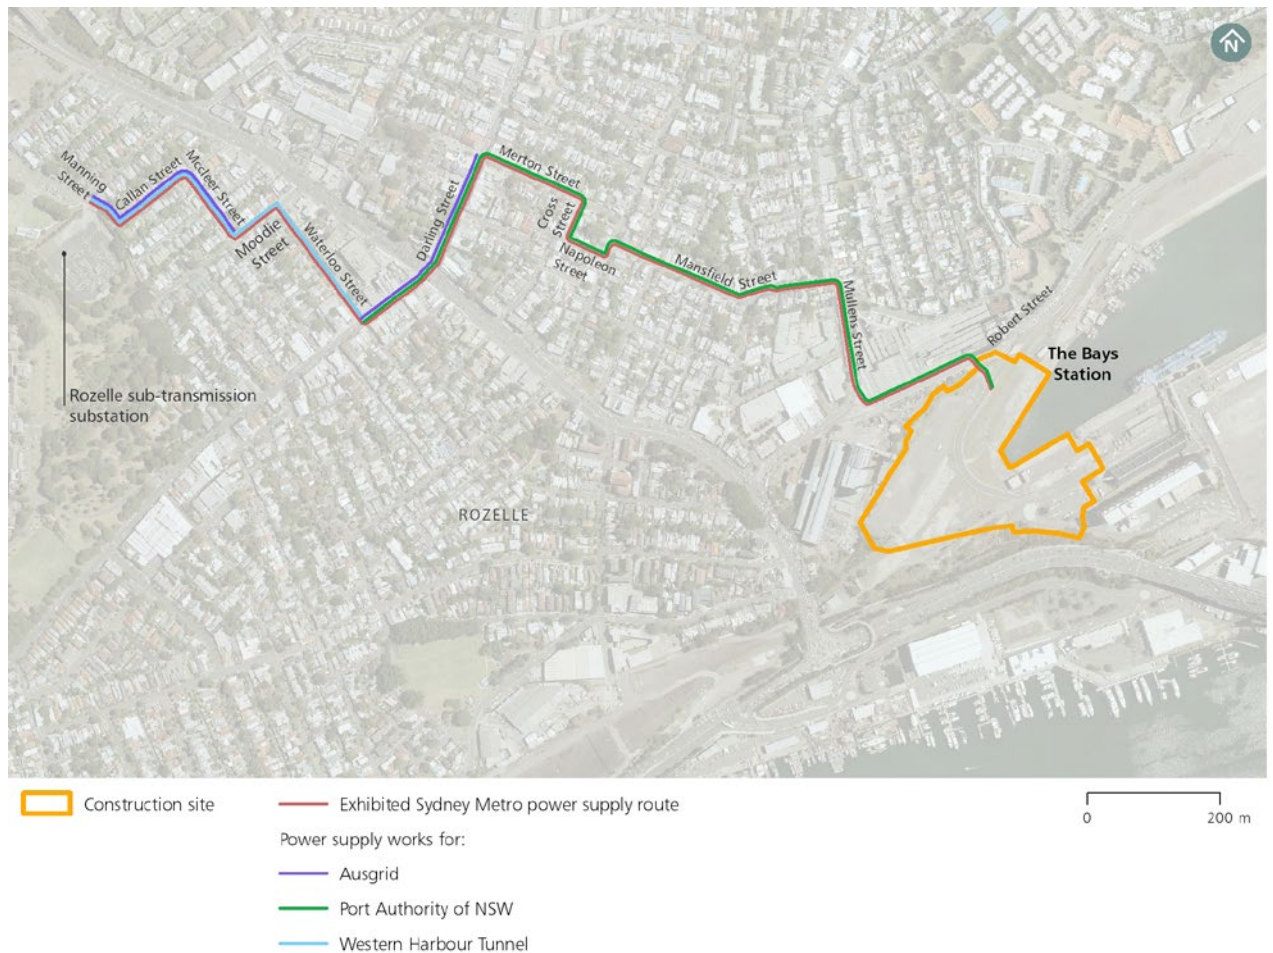 N
Manning
Street
Callan Street
Mccleer Street
Moodie
Street
Waterloo Street
Darling Street
Merton Street
Cross
Street
Napoleon
Street
Mansfield Street
Mullens Street
Robert Street
The Bays
Station
Rozelle sub-transmission
substation
ROZELLE
Construction site
Exhibited Sydney Metro power supply route
Power supply works for:
Ausgrid
Port Authority of NSW
Western Harbour Tunnel
0
200 m